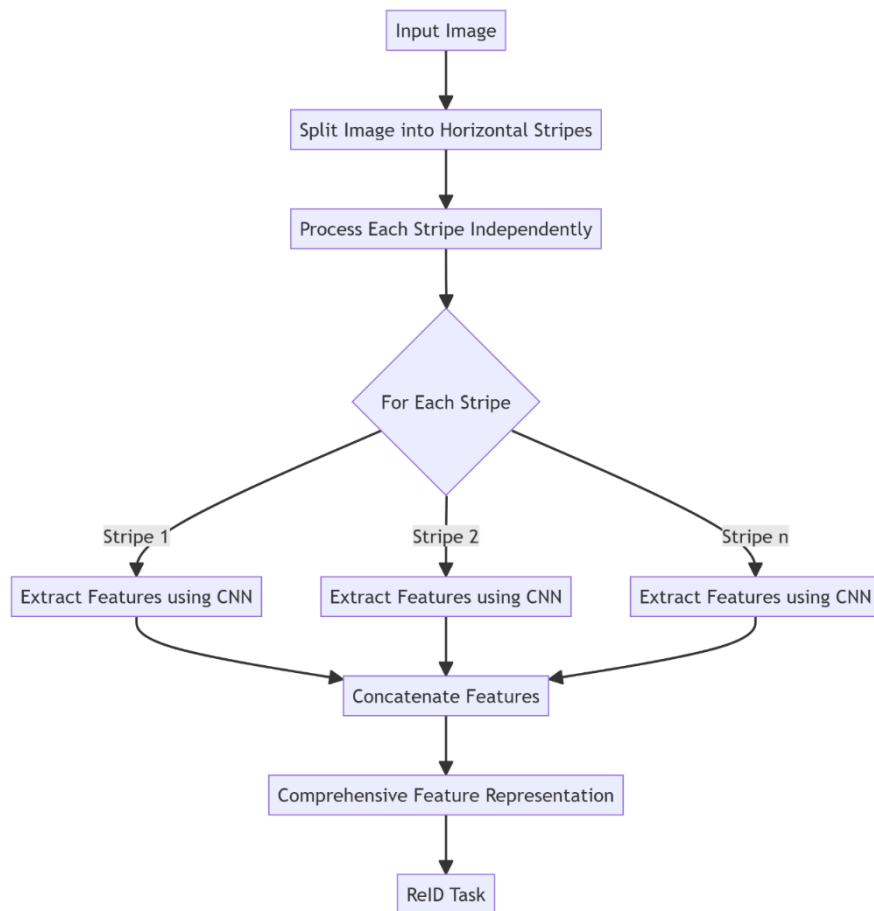 Input Image
Split Image into Horizontal Stripes
Process Each Stripe Independently
For Each Stripe
Stripe 1
Stripe 2
Stripe n
Extract Features using CNN
Extract Features using CNN
Extract Features using CNN
Concatenate Features
Comprehensive Feature Representation
ReID Task